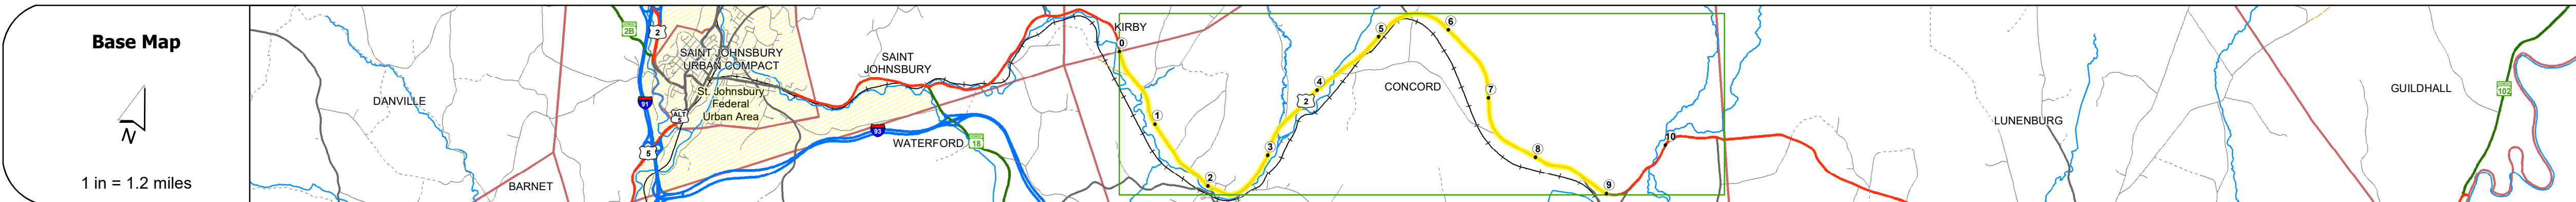 Base Map
N
1 in = 1.2 miles
DANVILLE
BARNET
2B
2
91
5
ALT
5
SAINT JOHNSBURY
URBAN COMPACT
St. Johnsbury
Federal
Urban Area
SAINT
JOHNSBURY
93
WATERFORD
18
KIRBY
0
1
2
3
2
4
5
6
CONCORD
7
8
9
10
LUNENBURG
GUILDHALL
102